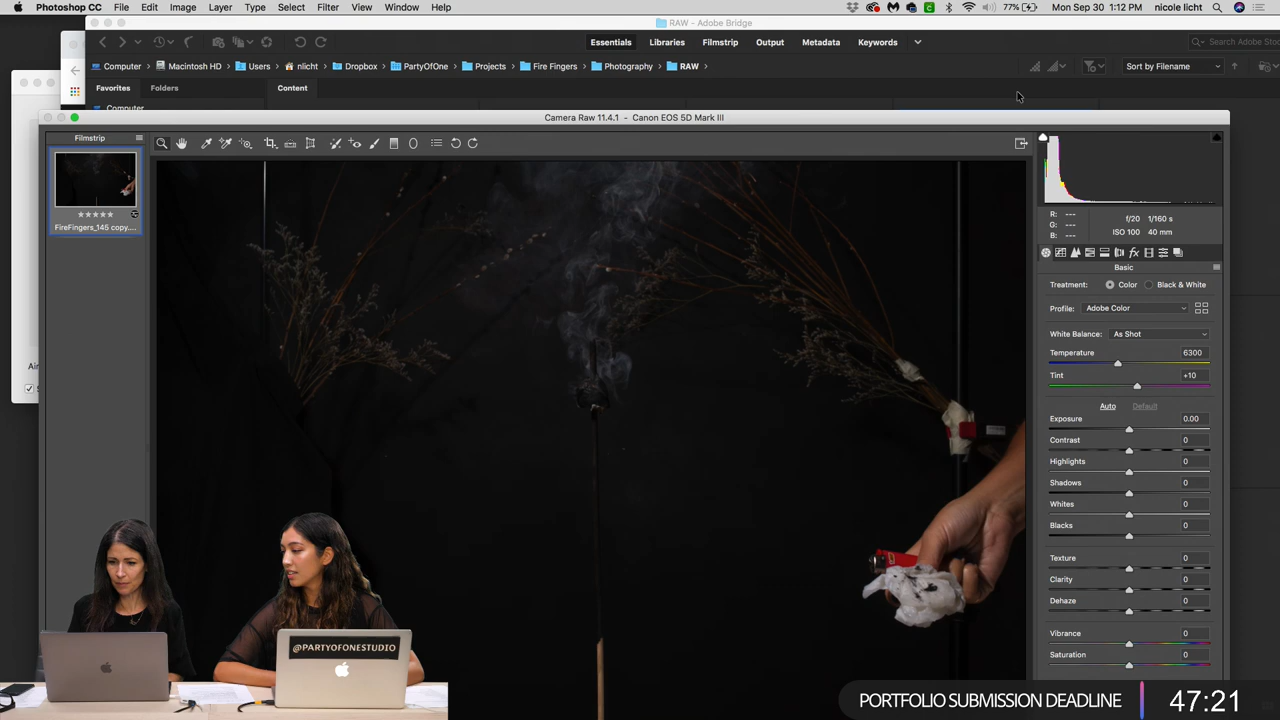 Photoshop CC File Edit Image Layer Type Select Filter View Window Help 77% Mon Sep 30 1:12 PM nicole licht
RAW - Adobe Bridge
Essentials Libraries Filmstrip Output Metadata Keywords Search Adobe Stoc
Computer Macintosh HD Users nlicht Dropbox PartyOfOne Projects Fire Fingers Photography RAW Sort by Filename
Favorites Folders Content
Computer
Camera Raw 11.4.1 - Canon EOS 5D Mark III
Filmstrip
FireFingers_145 copy....
R: ---
G: ---
B: ---
f/20 1/160 s
ISO 100 40 mm
Basic
Treatment: Color Black & White
Profile: Adobe Color
White Balance: As Shot
Temperature 6300
Tint +10
Auto Default
Exposure 0.00
Contrast 0
Highlights 0
Shadows 0
Whites 0
Blacks 0
Texture 0
Clarity 0
Dehaze 0
Vibrance 0
Saturation 0
Air
@PARTYOFONESTUDIO
PORTFOLIO SUBMISSION DEADLINE 47:21